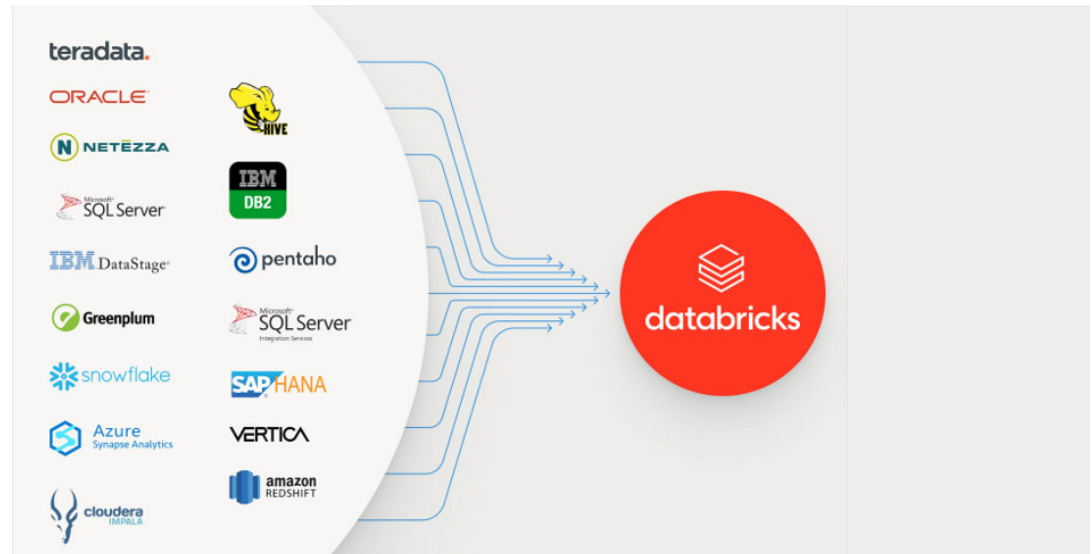 teradata.
ORACLE
N NETEZZA
Microsoft
SQL Server
IBM DataStage
Greenplum
snowflake
Azure
Synapse Analytics
cloudera
IMPALA
HIVE
IBM
DB2
pentaho
Microsoft
SQL Server
Integration Services
SAP HANA
VERTICA
amazon
REDSHIFT
databricks